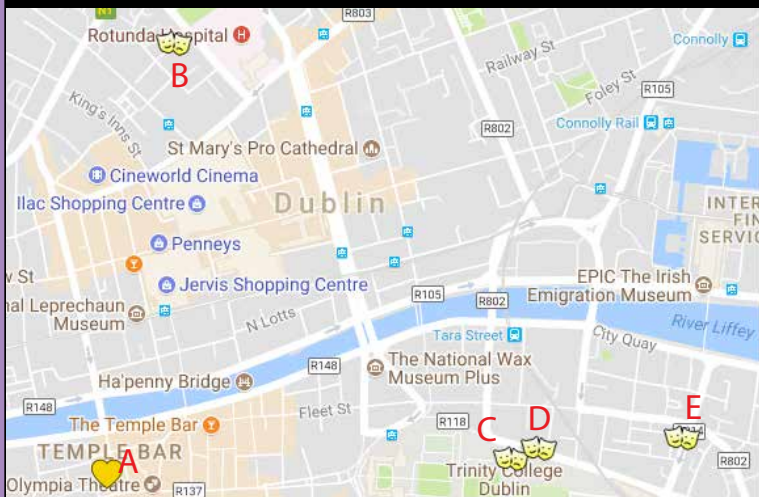 N1
R803
Rotunda Hospital
B
Connolly
Railway St
Foley St
R105
King's Inns St
R802
Connolly Rail
St Mary's Pro Cathedral
Cineworld Cinema
Ilac Shopping Centre
Dublin
INTER
FIN
SERVIC
Penneys
St
EPIC The Irish
Emigration Museum
Jervis Shopping Centre
R105
R802
Leprechaun
Museum
N Lotts
River Liffey
Tara Street
City Quay
R148
The National Wax
Museum Plus
Ha'penny Bridge
R148
Fleet St
E
The Temple Bar
R118
C
D
TEMPLE BAR
A
Trinity College
Dublin
R802
Olympia Theatre
R137